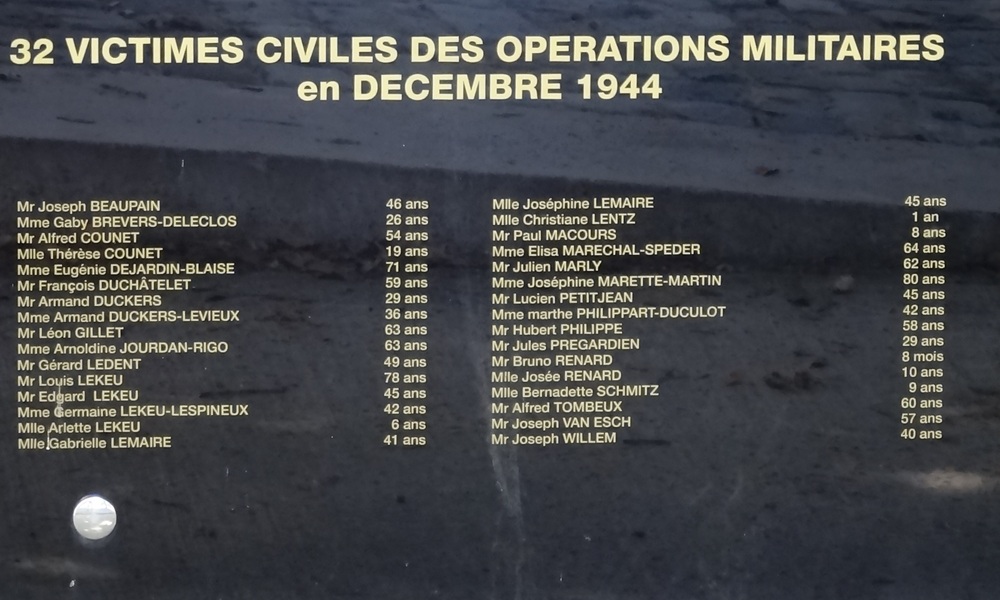 32 VICTIMES CIVILES DES OPERATIONS MILITAIRES
en DECEMBRE 1944
Mr Joseph BEAUPAIN 46 ans
Mme Gaby BREVERS-DELECLOS 26 ans
Mr Alfred COUNET 54 ans
Mlle Thérèse COUNET 19 ans
Mme Eugénie DEJARDIN-BLAISE 71 ans
Mr François DUCHÂTELET 59 ans
Mr Armand DUCKERS 29 ans
Mme Armand DUCKERS-LEVIEUX 36 ans
Mr Léon GILLET 63 ans
Mme Arnoldine JOURDAN-RIGO 63 ans
Mr Gérard LEDENT 49 ans
Mr Louis LEKEU 78 ans
Mr Edgard LEKEU 45 ans
Mme Germaine LEKEU-LESPINEUX 42 ans
Mlle Arlette LEKEU 6 ans
Mlle Gabrielle LEMAIRE 41 ans
Mlle Joséphine LEMAIRE 45 ans
Mlle Christiane LENTZ 1 an
Mr Paul MACOURS 8 ans
Mme Elisa MARECHAL-SPEDER 64 ans
Mr Julien MARLY 62 ans
Mme Joséphine MARETTE-MARTIN 80 ans
Mr Lucien PETITJEAN 45 ans
Mme marthe PHILIPPART-DUCULOT 42 ans
Mr Hubert PHILIPPE 58 ans
Mr Jules PREGARDIEN 29 ans
Mr Bruno RENARD 8 mois
Mlle Josée RENARD 10 ans
Mlle Bernadette SCHMITZ 9 ans
Mr Alfred TOMBEUX 60 ans
Mr Joseph VAN ESCH 57 ans
Mr Joseph WILLEM 40 ans